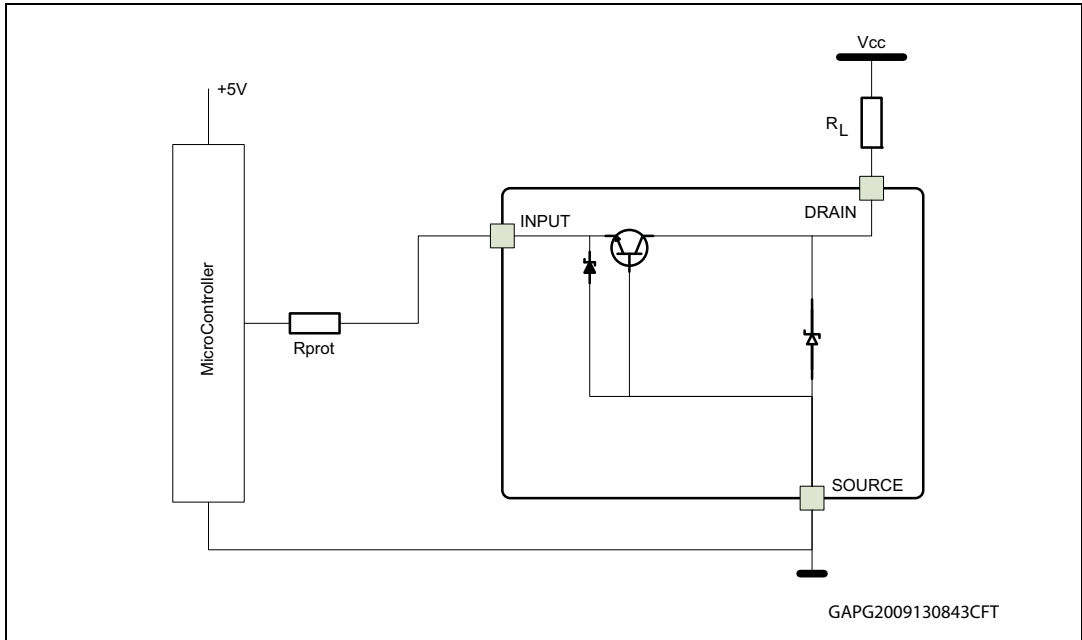 Vcc
+5V
RL
DRAIN
INPUT
MicroController
Rprot
SOURCE
GAPG2009130843CFT